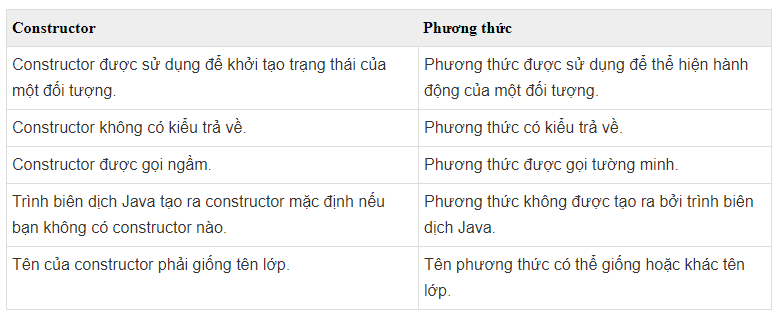 Constructor
Phương thức
Constructor được sử dụng để khởi tạo trạng thái của
một đối tượng.
Phương thức được sử dụng để thể hiện hành
động của một đối tượng.
Constructor không có kiểu trả về.
Phương thức có kiểu trả về.
Constructor được gọi ngầm.
Phương thức được gọi tường minh.
Trình biên dịch Java tạo ra constructor mặc định nếu
bạn không có constructor nào.
Phương thức không được tạo ra bởi trình biên
dịch Java.
Tên của constructor phải giống tên lớp.
Tên phương thức có thể giống hoặc khác tên
lớp.